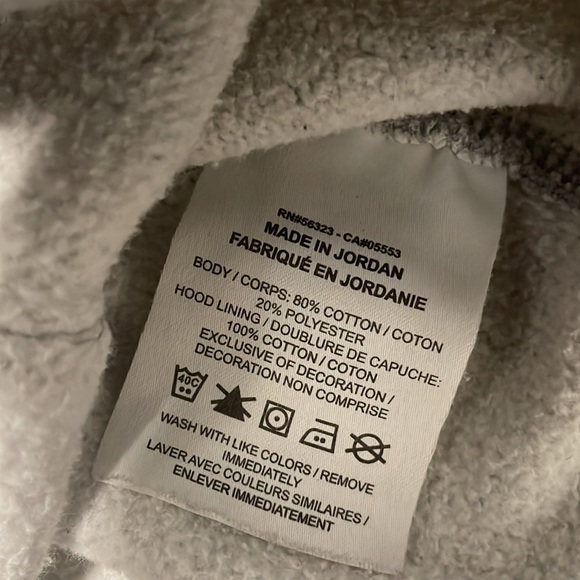 RN#56323 - CA#05553
MADE IN JORDAN
FABRIQUÉ EN JORDANIE
BODY / CORPS: 80% COTTON / COTON
20% POLYESTER
HOOD LINING / DOUBLURE DE CAPUCHE:
100% COTTON / COTON
EXCLUSIVE OF DECORATION /
DECORATION NON COMPRISE
40C
WASH WITH LIKE COLORS / REMOVE
IMMEDIATELY
LAVER AVEC COULEURS SIMILAIRES /
ENLEVER IMMEDIATEMENT